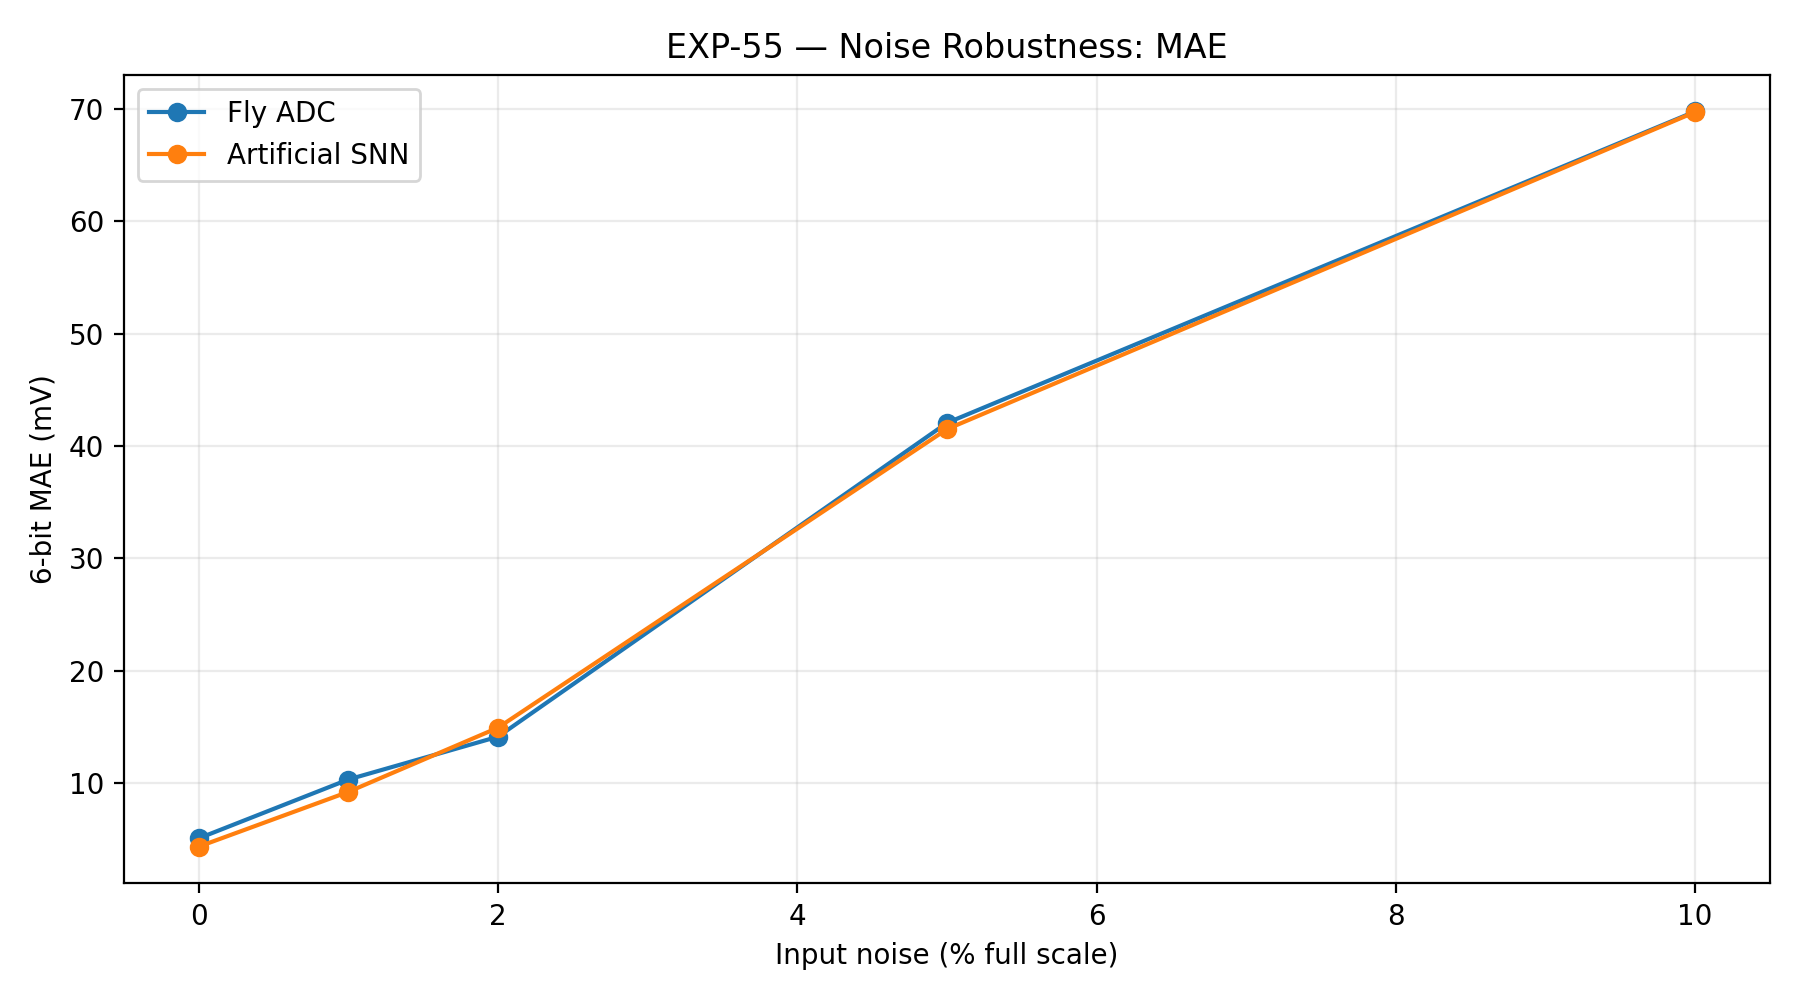 EXP-55 — Noise Robustness: MAE
Fly ADC
Artificial SNN
70
60
50
40
30
20
10
6-bit MAE (mV)
0 2 4 6 8 10
Input noise (% full scale)